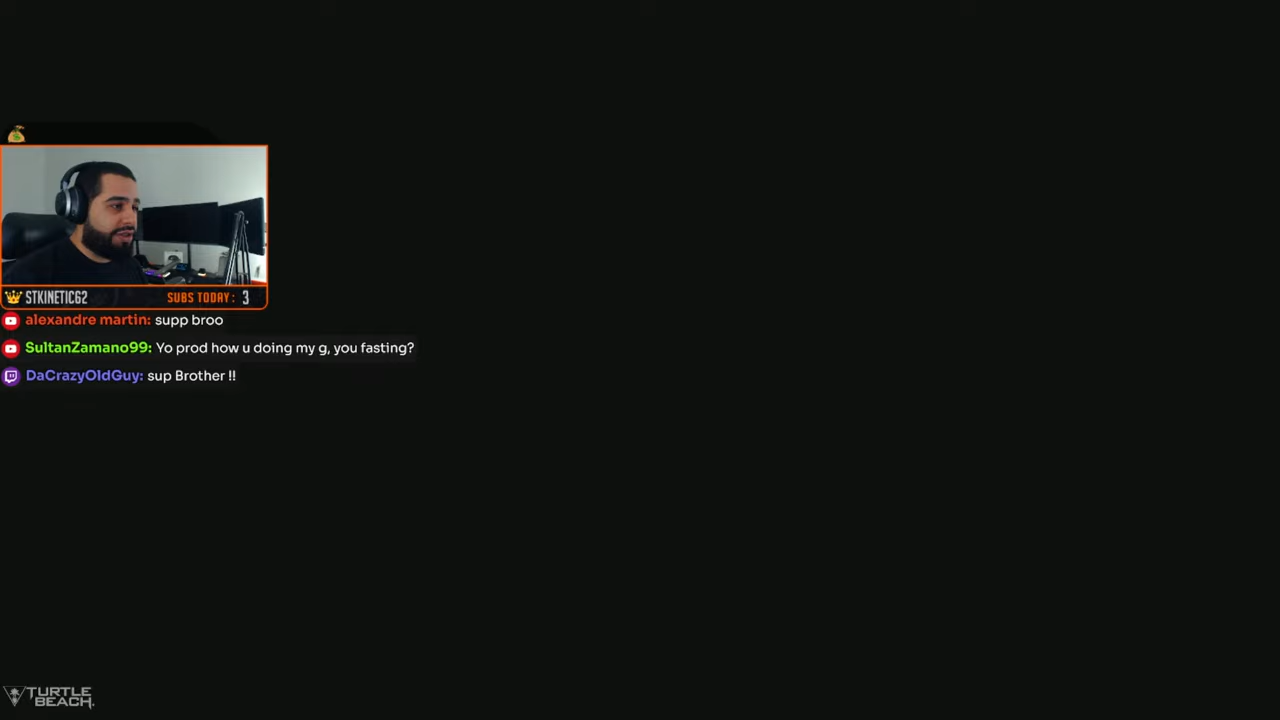 STKINETIC62 SUBS TODAY: 3
alexandre martin: supp broo
SultanZamano99: Yo prod how u doing my g, you fasting?
DaCrazyOldGuy: sup Brother !!
TURTLE
BEACH.